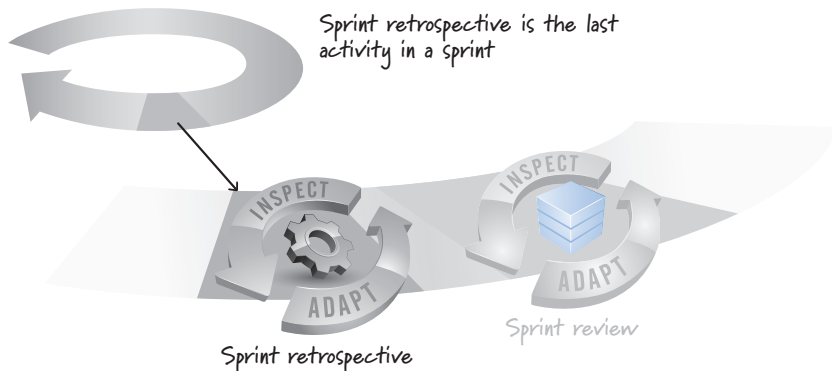 Sprint retrospective is the last
activity in a sprint
INSPECT
ADAPT
Sprint retrospective
INSPECT
ADAPT
Sprint review